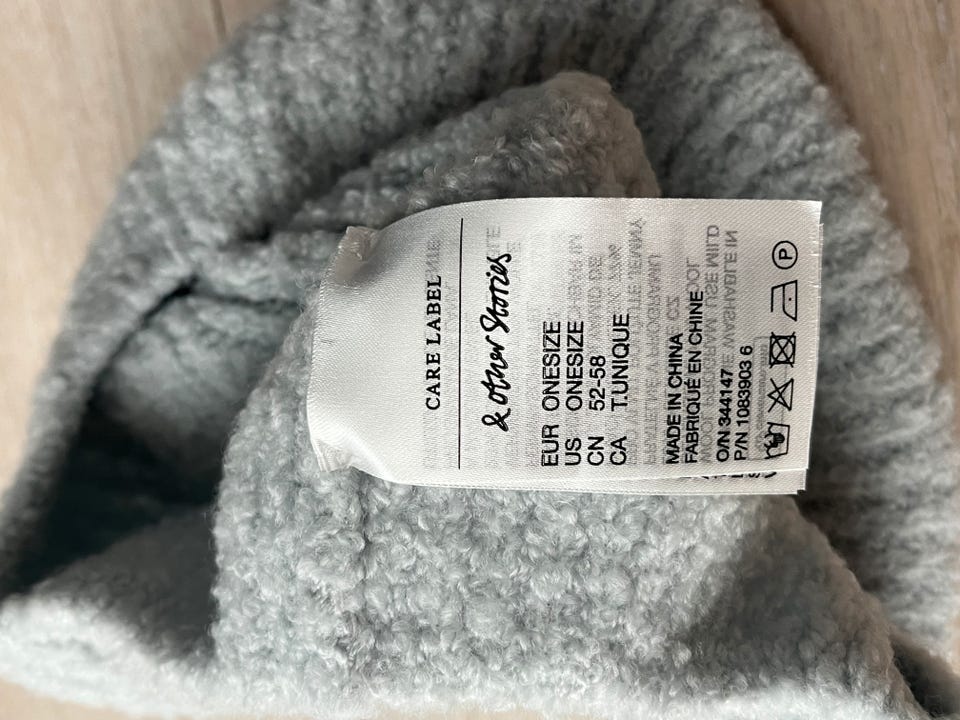 CARE LABEL
& other Stories
EUR ONESIZE
US ONESIZE
CN 52-58
CA T.UNIQUE
MADE IN CHINA
FABRIQUÉ EN CHINE
O/N 344147
P/N 1083903 6
P